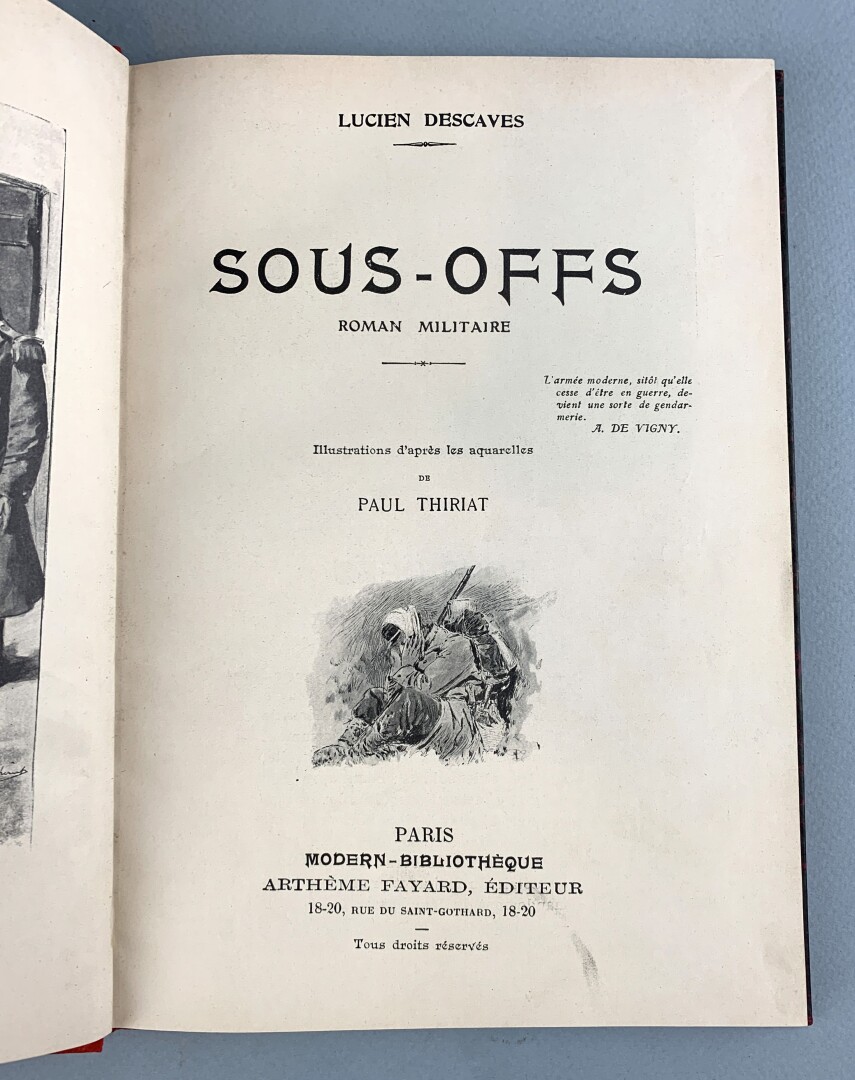 LUCIEN DESCAVES
SOUS-OFFS
ROMAN MILITAIRE
L'armée moderne, sitôt qu'elle
cesse d'être en guerre, de-
vient une sorte de gendar-
merie.
A. DE VIGNY.
Illustrations d'après les aquarelles
DE
PAUL THIRIAT
PARIS
MODERN-BIBLIOTHÈQUE
ARTHÈME FAYARD, ÉDITEUR
18-20, RUE DU SAINT-GOTHARD, 18-20
Tous droits réservés